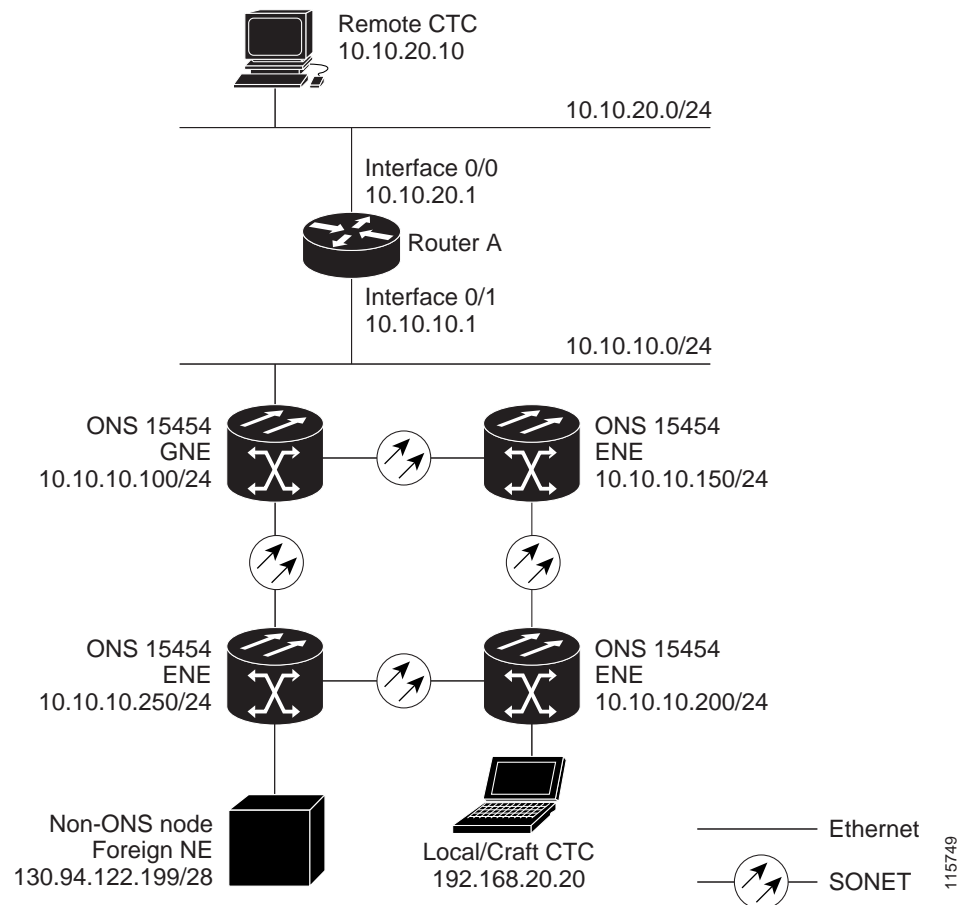 Remote CTC
10.10.20.10
10.10.20.0/24
Interface 0/0
10.10.20.1
Router A
Interface 0/1
10.10.10.1
10.10.10.0/24
ONS 15454
GNE
10.10.10.100/24
ONS 15454
ENE
10.10.10.150/24
ONS 15454
ENE
10.10.10.250/24
ONS 15454
ENE
10.10.10.200/24
Non-ONS node
Foreign NE
130.94.122.199/28
Local/Craft CTC
192.168.20.20
Ethernet
SONET
115749